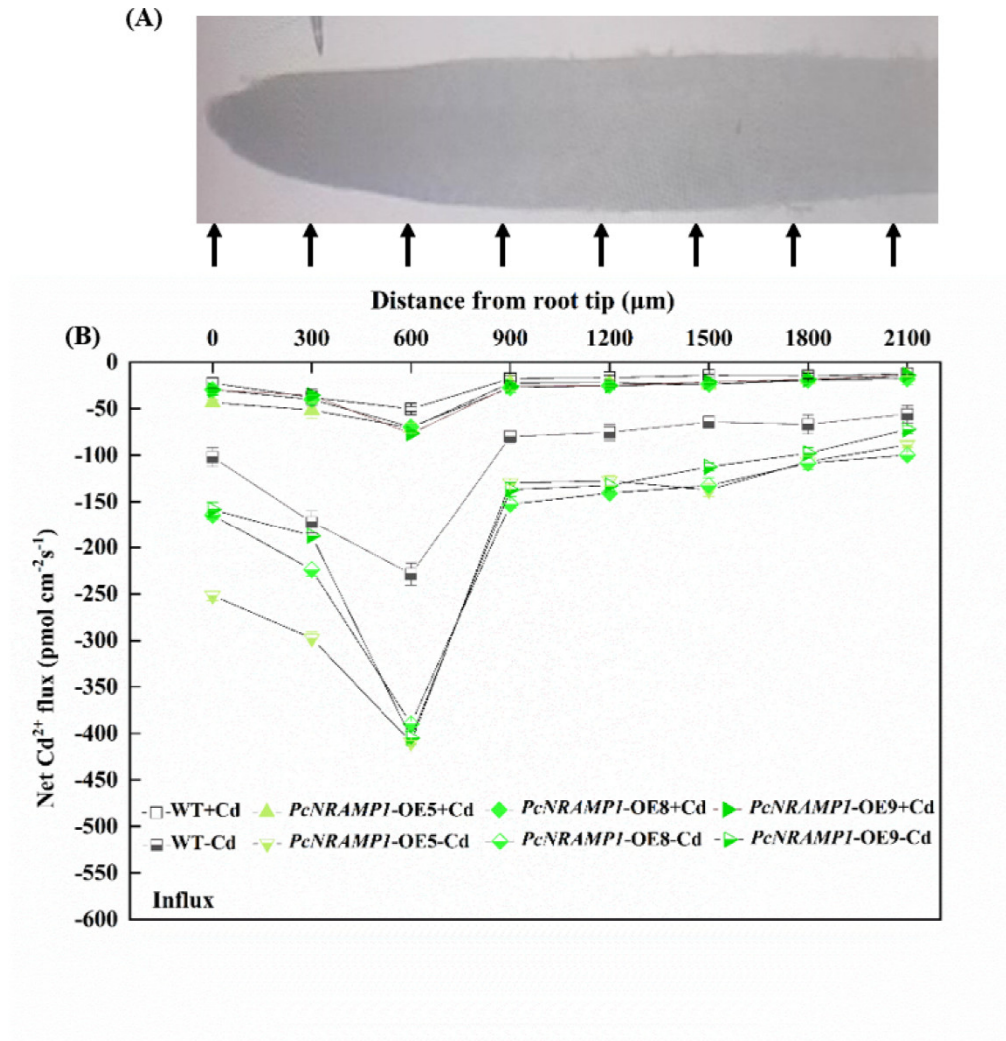 (A)
Distance from root tip (μm)
(B)
0 300 600 900 1200 1500 1800 2100
0
-50
-100
-150
-200
-250
-300
-350
-400
-450
-500
-550
-600
Net Cd²⁺ flux (pmol cm⁻²s⁻¹)
WT+Cd PcNRAMP1-OE5+Cd PcNRAMP1-OE8+Cd PcNRAMP1-OE9+Cd
WT-Cd PcNRAMP1-OE5-Cd PcNRAMP1-OE8-Cd PcNRAMP1-OE9-Cd
Influx